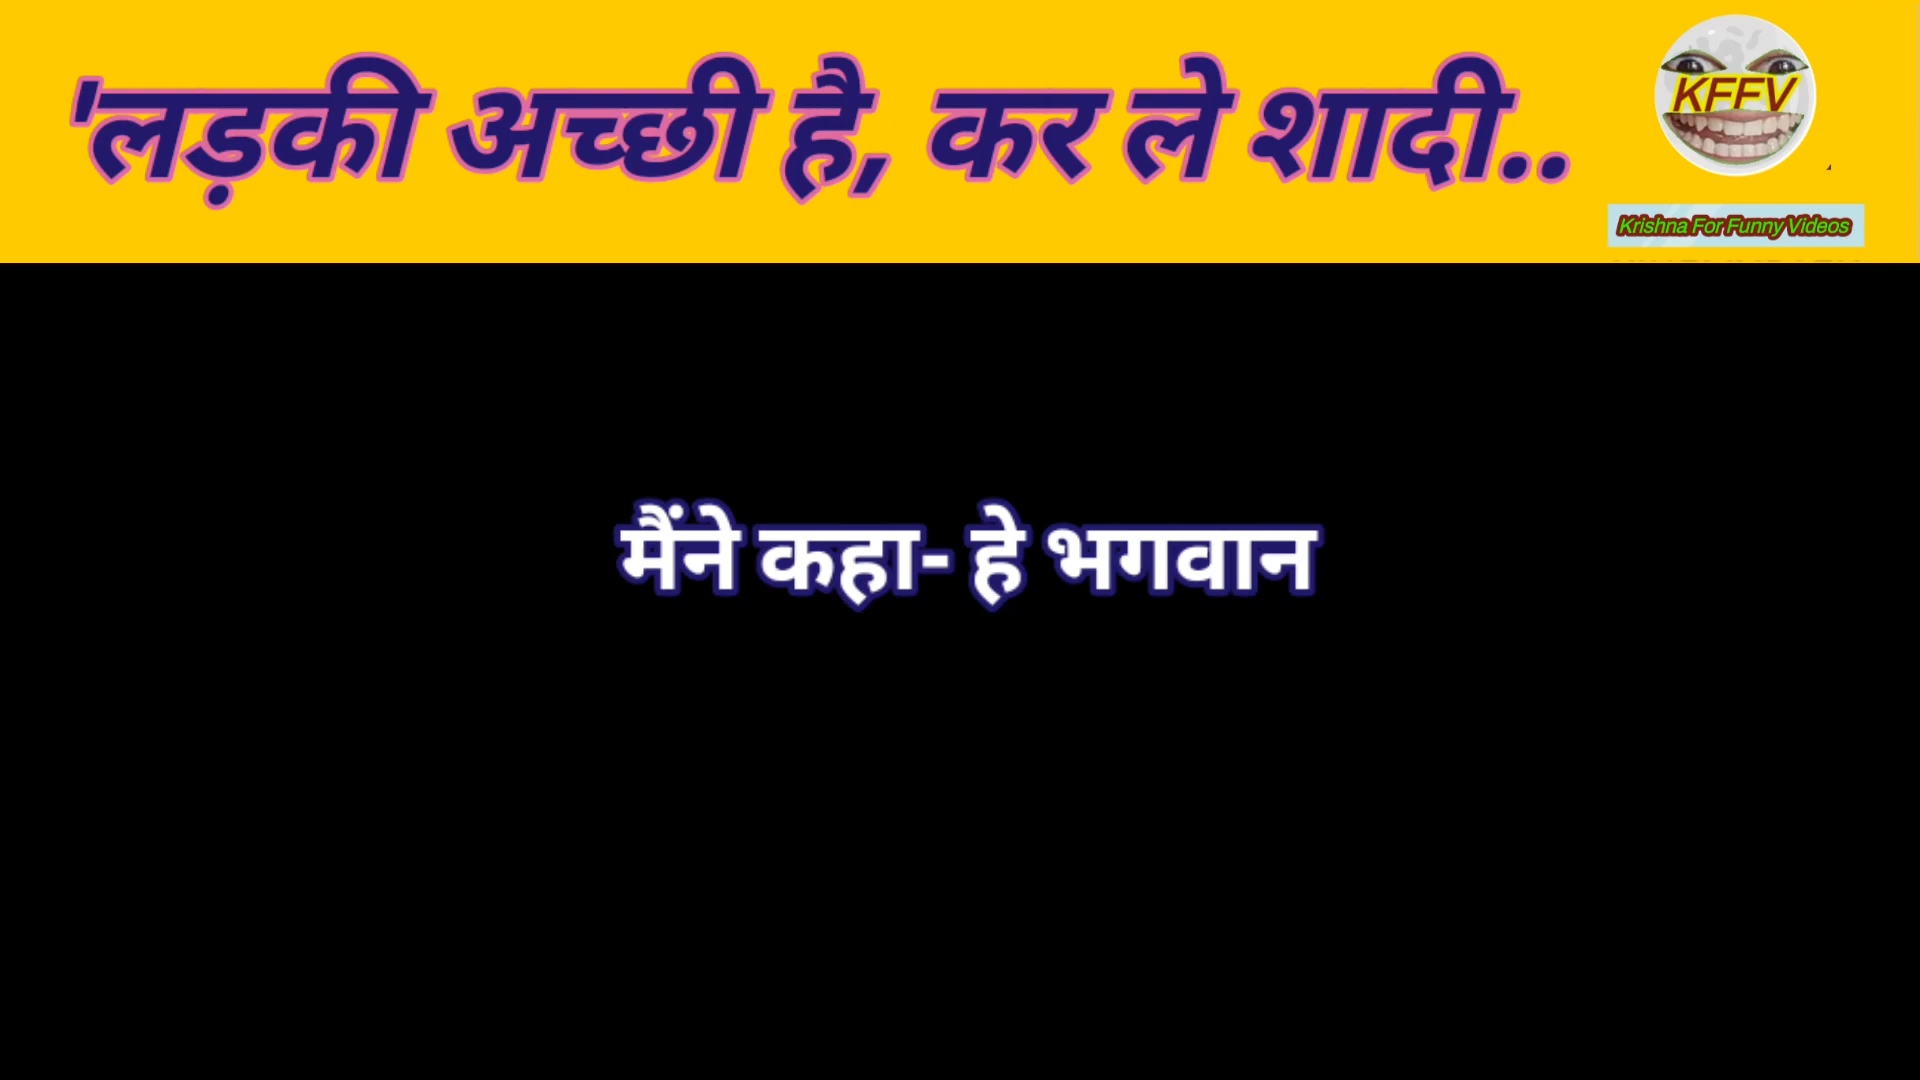 'लड़की अच्छी है, कर ले शादी..
KFFV
Krishna For Funny Videos
मैंने कहा- हे भगवान